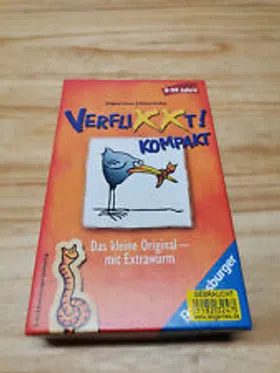 8-99 Jahre
VERFLIXXT!
KOMPAKT
Das kleine Original —
mit Extrawurm
Ravensburger
GEBRAUCHT